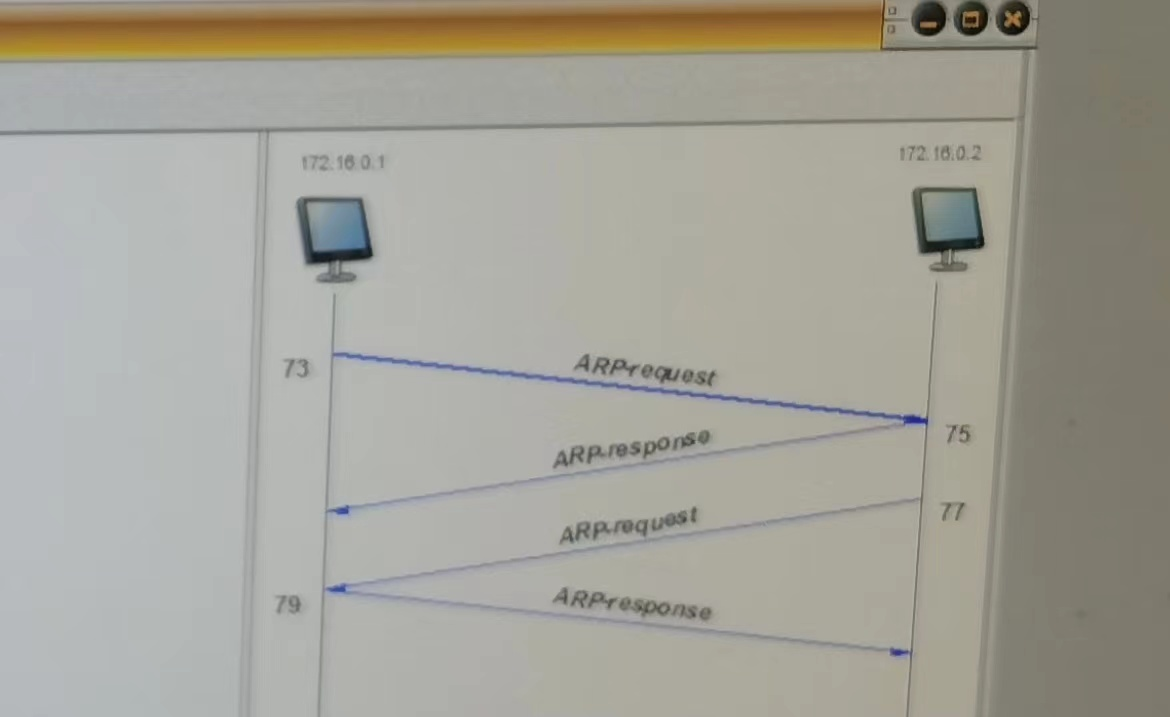 172.16.0.1
172.16.0.2
73
ARP-request
75
ARP-response
77
ARP-request
79
ARP-response